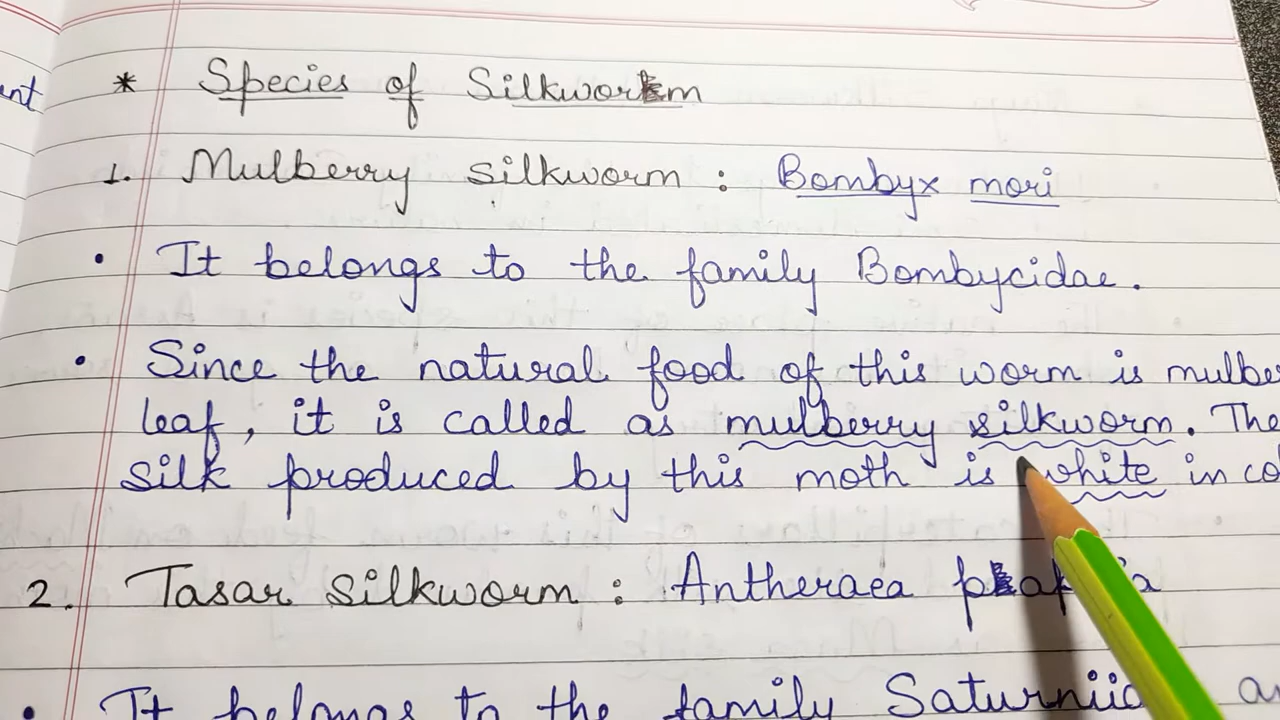 nt
* Species of Silkworm
1. Mulberry silkworm : Bombyx mori
• It belongs to the family Bombycidae.
• Since the natural food of this worm is mulbe
leaf, it is called as mulberry silkworm. The
silk produced by this moth is white in co
2. Tasar silkworm : Antheraea
• It belongs to the family Saturniid